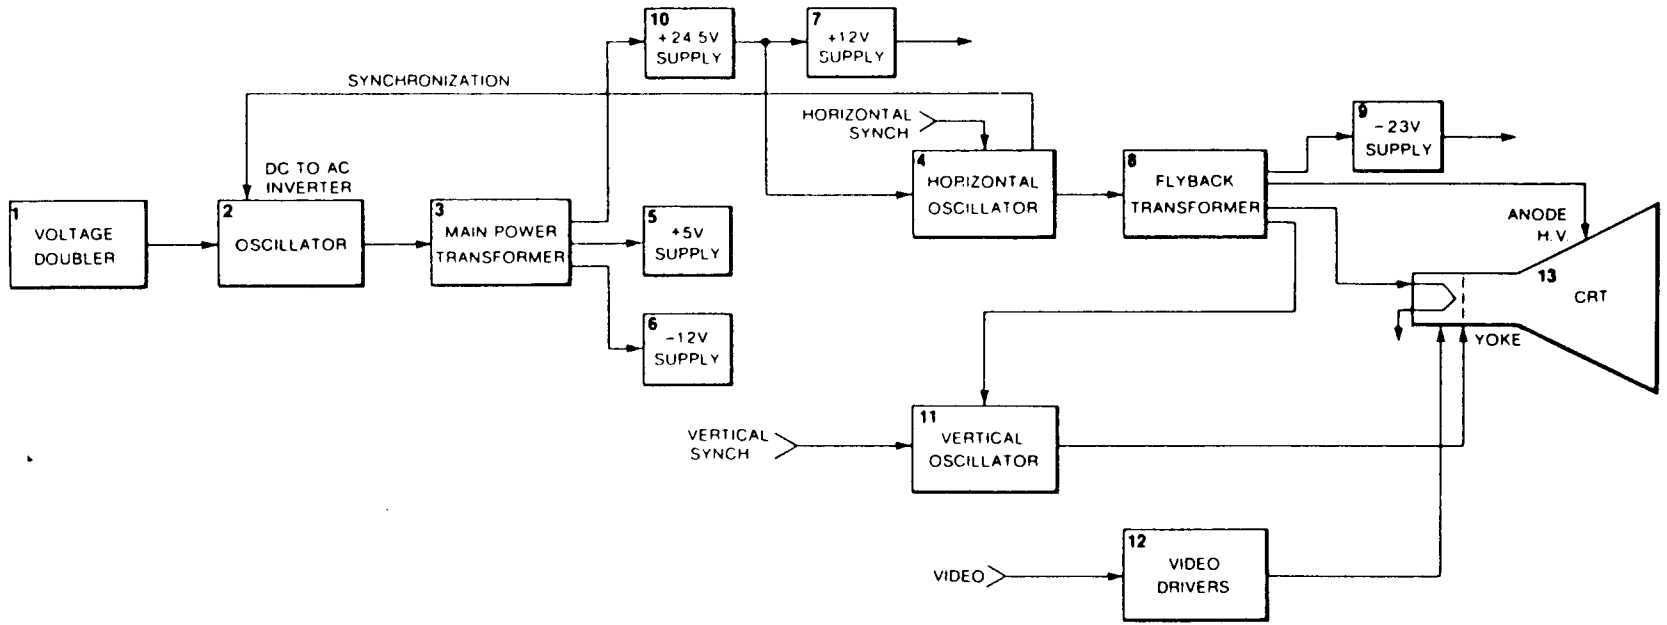 10
+24.5V
SUPPLY
7
+12V
SUPPLY
SYNCHRONIZATION
HORIZONTAL
SYNCH
9
-23V
SUPPLY
DC TO AC
INVERTER
4
HORIZONTAL
OSCILLATOR
8
FLYBACK
TRANSFORMER
1
VOLTAGE
DOUBLER
2
OSCILLATOR
3
MAIN POWER
TRANSFORMER
5
+5V
SUPPLY
ANODE
H.V.
13
CRT
6
-12V
SUPPLY
YOKE
11
VERTICAL
OSCILLATOR
VERTICAL
SYNCH
12
VIDEO
DRIVERS
VIDEO